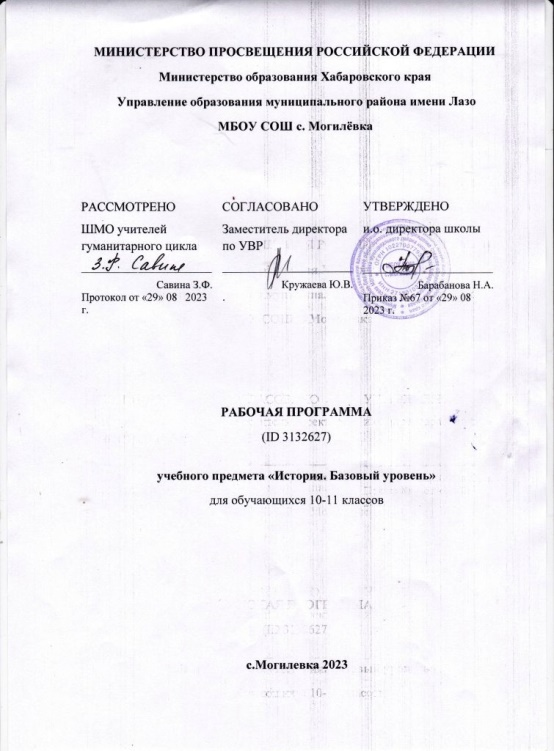 МИНИСТЕРСТВО ПРОСВЕЩЕНИЯ РОССИЙСКОЙ ФЕДЕРАЦИИ
Министерство образования Хабаровского края
Управление образования муниципального района имени Лазо
МБОУ СОШ с. Могилёвка
РАССМОТРЕНО
ШМО учителей
гуманитарного цикла
З.Ф. Савина
Савина З.Ф.
Протокол от «29» 08 2023
г.
СОГЛАСОВАНО
Заместитель директора
по УВР
Кружаева Ю.В.
.
УТВЕРЖДЕНО
и.о. директора школы
Барабанова Н.А.
Приказ №67 от «29» 08
2023 г.
РАБОЧАЯ ПРОГРАММА
(ID 3132627)
учебного предмета «История. Базовый уровень»
для обучающихся 10-11 классов
с.Могилевка 2023